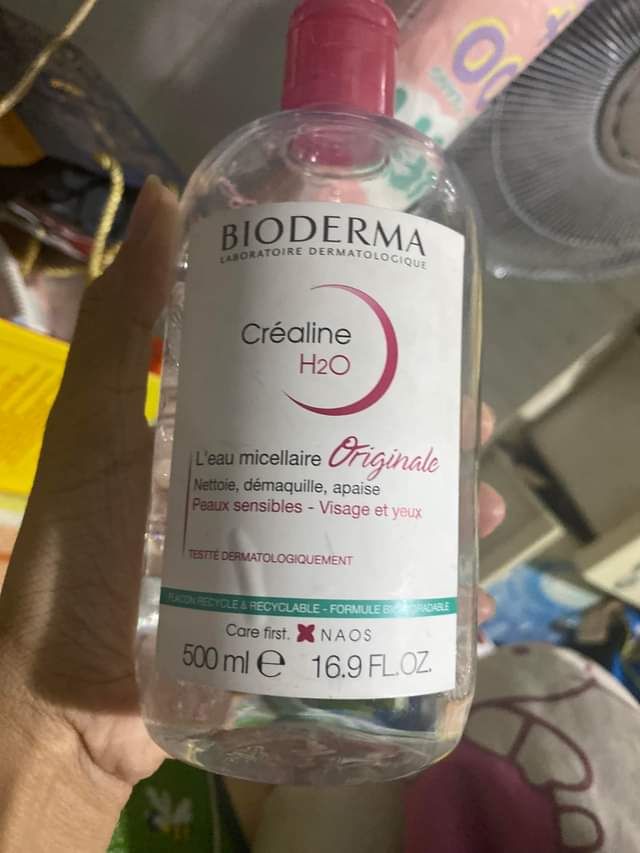 BIODERMA
LABORATOIRE DERMATOLOGIQUE
Créaline
H2O
L'eau micellaire Originale
Nettoie, démaquille, apaise
Peaux sensibles - Visage et yeux
TESTTÉ DERMATOLOGIQUEMENT
FLACON RECYCLÉ & RECYCLABLE - FORMULE BIODÉGRADABLE
Care first. NAOS
500 ml e 16.9 FL.OZ.